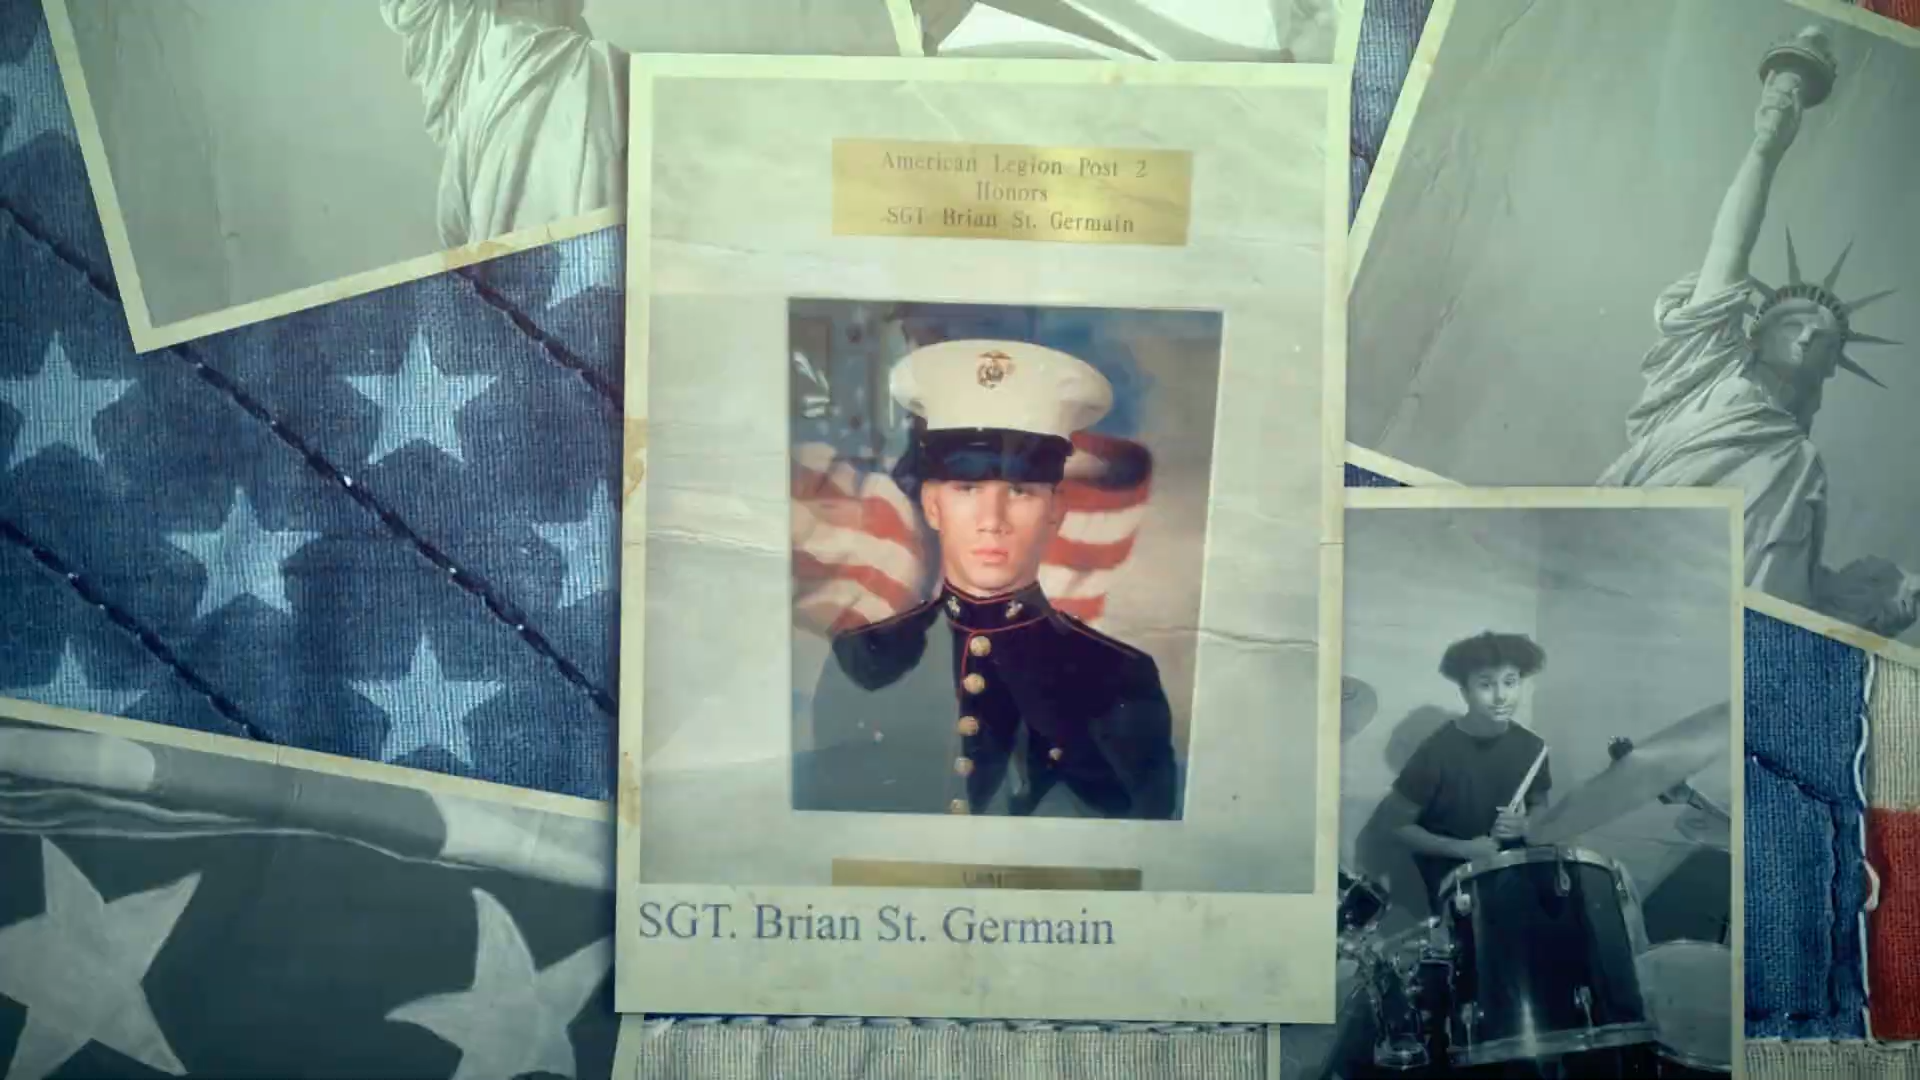 American Legion Post 2
Honors
SGT Brian St. Germain
SGT. Brian St. Germain